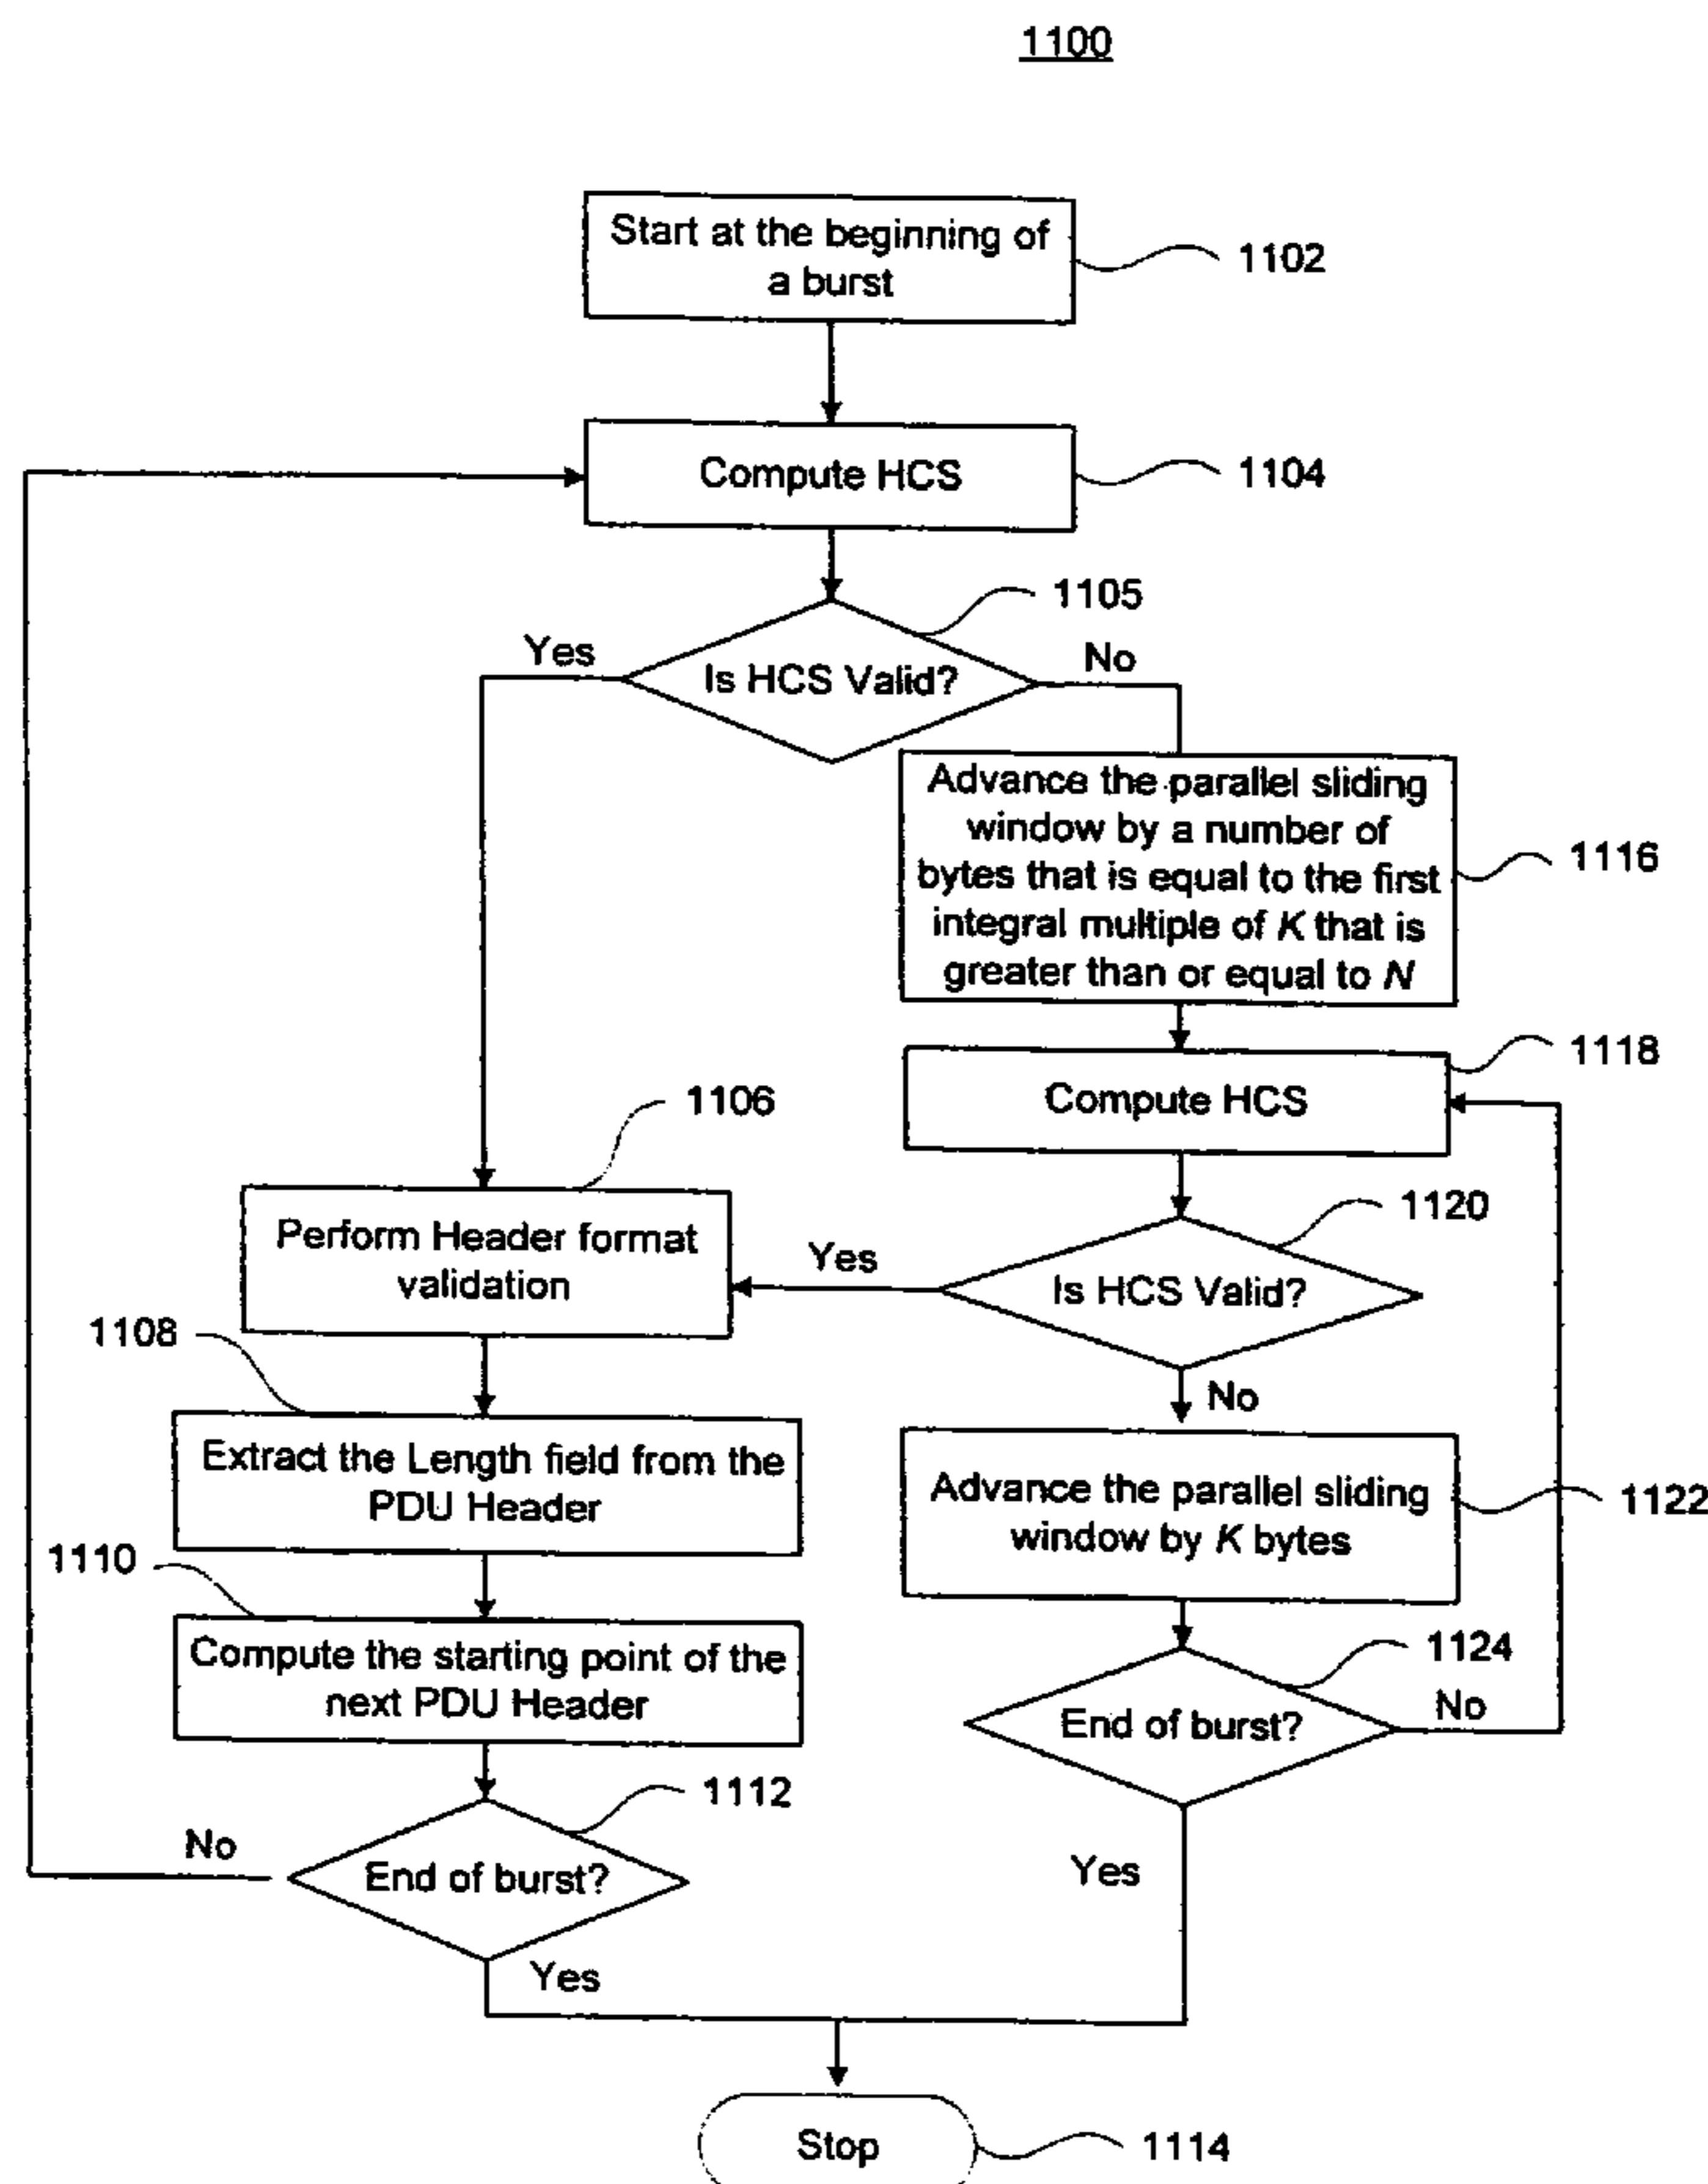 1100
Start at the beginning of
a burst
1102
Compute HCS
1104
1105
Yes
Is HCS Valid?
No
Advance the parallel sliding
window by a number of
bytes that is equal to the first
integral multiple of K that is
greater than or equal to N
1116
Compute HCS
1118
1106
1120
Perform Header format
validation
Yes
Is HCS Valid?
No
1108
Extract the Length field from the
PDU Header
Advance the parallel sliding
window by K bytes
1122
1110
Compute the starting point of the
next PDU Header
1124
End of burst?
No
1112
No
End of burst?
Yes
Yes
Stop
1114